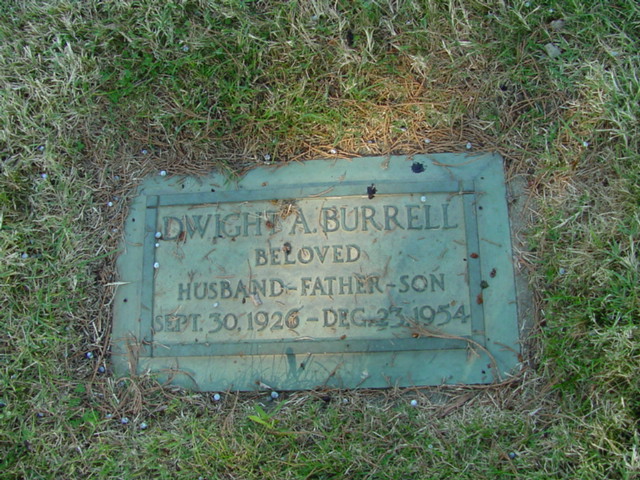 DWIGHT A. BURRELL
BELOVED
HUSBAND-FATHER-SON
SEPT. 30, 1926 - DEC. 23, 1954